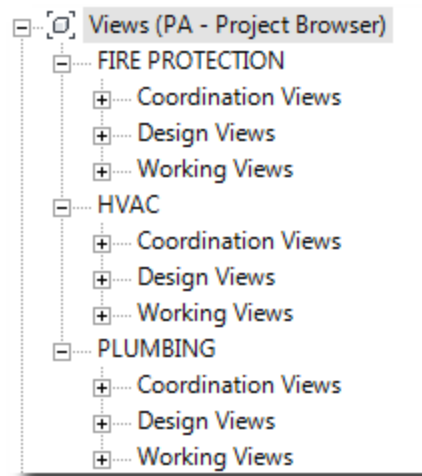 Views (PA - Project Browser)
FIRE PROTECTION
Coordination Views
Design Views
Working Views
HVAC
Coordination Views
Design Views
Working Views
PLUMBING
Coordination Views
Design Views
Working Views